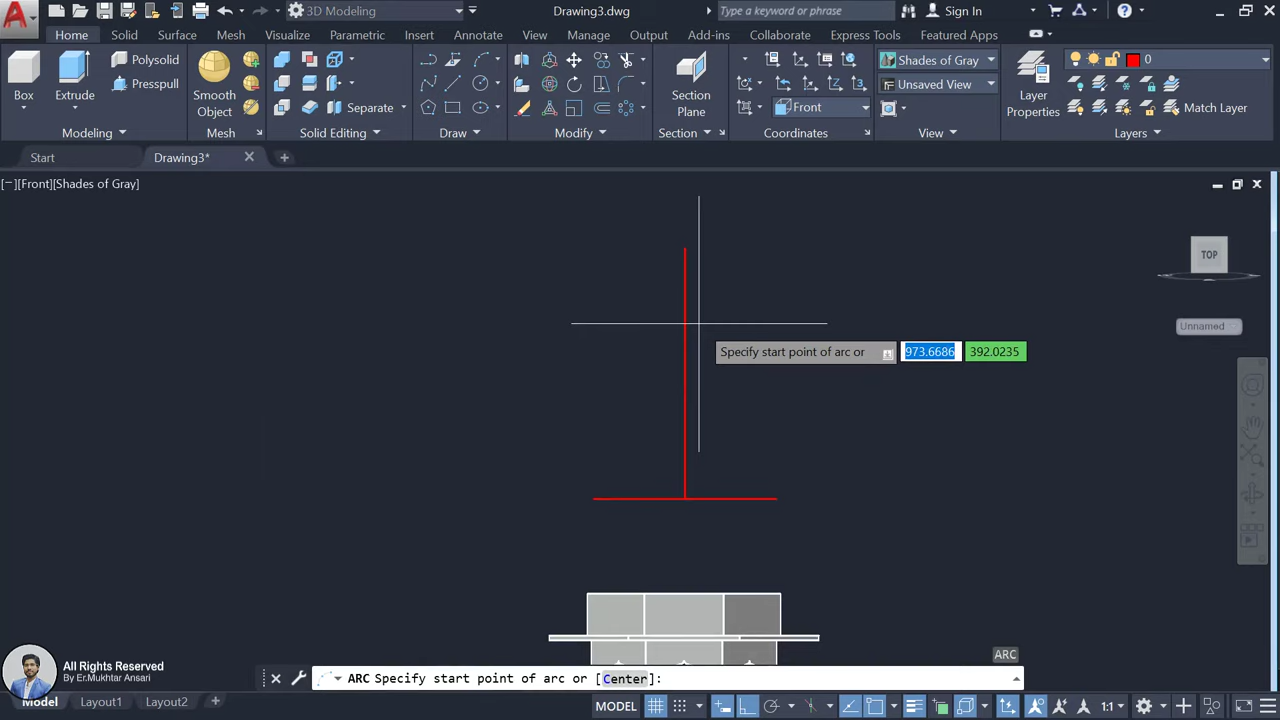 3D Modeling
Drawing3.dwg
Type a keyword or phrase
Sign In
Home Solid Surface Mesh Visualize Parametric Insert Annotate View Manage Output Add-ins Collaborate Express Tools Featured Apps
Box
Extrude
Polysolid
Presspull
Smooth
Object
Separate
Section
Plane
Front
Shades of Gray
Unsaved View
Layer
Properties
0
Match Layer
Modeling
Mesh
Solid Editing
Draw
Modify
Section
Coordinates
View
Layers
Start
Drawing3*
[−][Front][Shades of Gray]
TOP
Unnamed
Specify start point of arc or
973.6686
392.0235
ARC
All Rights Reserved
By Er.Mukhtar Ansari
ARC Specify start point of arc or [Center]:
Model
Layout1
Layout2
MODEL
1:1